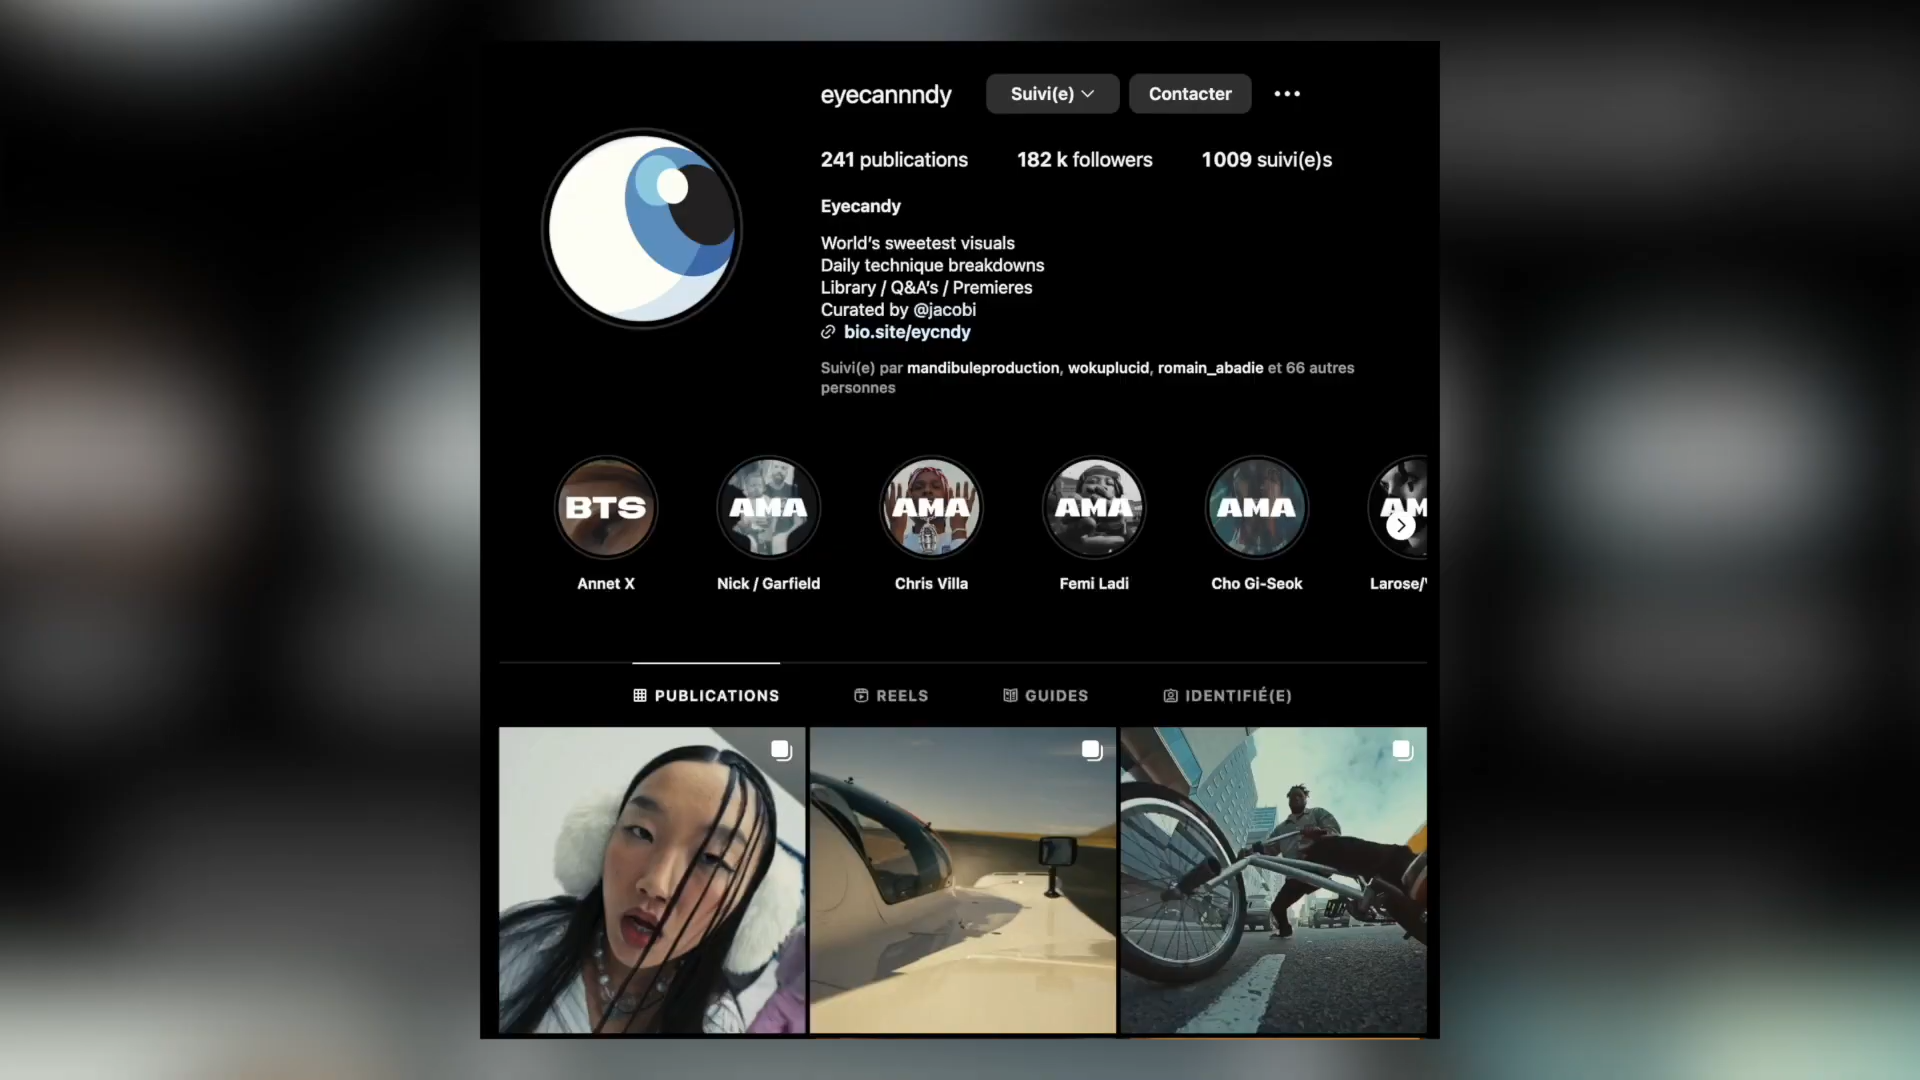 eyecannndy Suivi(e) Contacter
241 publications 182 k followers 1009 suivi(e)s
Eyecandy
World's sweetest visuals
Daily technique breakdowns
Library / Q&A's / Premieres
Curated by @jacobi
bio.site/eycndy
Suivi(e) par mandibuleproduction, wokuplucid, romain_abadie et 66 autres
personnes
BTS AMA AMA AMA AMA AM
Annet X Nick / Garfield Chris Villa Femi Ladi Cho Gi-Seok Larose/
PUBLICATIONS REELS GUIDES IDENTIFIÉ(E)